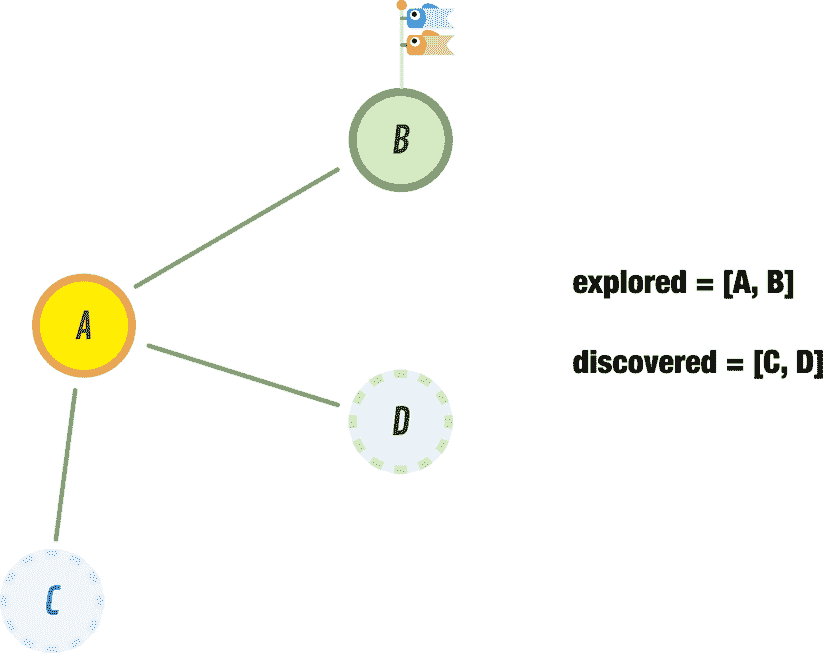 B
A
explored = [A, B]
discovered = [C, D]
D
C